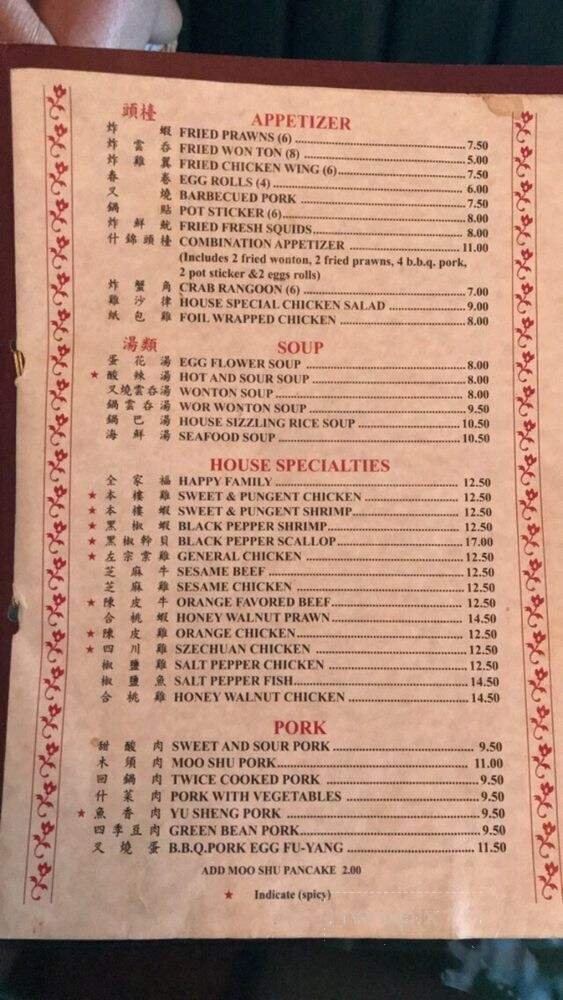 頭檯 APPETIZER
炸 蝦 FRIED PRAWNS (6) 7.50
炸雲吞 FRIED WON TON (8) 5.00
炸雞翼 FRIED CHICKEN WING (6) 7.50
春卷 EGG ROLLS (4) 6.00
叉燒 BARBECUED PORK 7.50
鍋貼 POT STICKER (6) 8.00
炸鮮魷 FRIED FRESH SQUIDS 8.00
什錦頭檯 COMBINATION APPETIZER 11.00
(Includes 2 fried wonton, 2 fried prawns, 4 b.b.q. pork,
2 pot sticker &2 eggs rolls)
炸蟹角 CRAB RANGOON (6) 7.00
雞沙律 HOUSE SPECIAL CHICKEN SALAD 9.00
紙包雞 FOIL WRAPPED CHICKEN 8.00
湯類 SOUP
蛋花湯 EGG FLOWER SOUP 8.00
★ 酸辣湯 HOT AND SOUR SOUP 8.00
叉燒雲吞湯 WONTON SOUP 8.00
鍋雲吞湯 WOR WONTON SOUP 9.50
鍋巴湯 HOUSE SIZZLING RICE SOUP 10.50
海鮮湯 SEAFOOD SOUP 10.50
HOUSE SPECIALTIES
全家福 HAPPY FAMILY 12.50
★ 本樓雞 SWEET & PUNGENT CHICKEN 12.50
★ 本樓蝦 SWEET & PUNGENT SHRIMP 12.50
★ 黑椒蝦 BLACK PEPPER SHRIMP 12.50
★ 黑椒幹貝 BLACK PEPPER SCALLOP 17.00
★ 左宗棠雞 GENERAL CHICKEN 12.50
芝麻牛 SESAME BEEF 12.50
芝麻雞 SESAME CHICKEN 12.50
★ 陳皮牛 ORANGE FAVORED BEEF 12.50
合桃蝦 HONEY WALNUT PRAWN 14.50
★ 陳皮雞 ORANGE CHICKEN 12.50
★ 四川雞 SZECHUAN CHICKEN 12.50
椒鹽雞 SALT PEPPER CHICKEN 12.50
椒鹽魚 SALT PEPPER FISH 14.50
合桃雞 HONEY WALNUT CHICKEN 14.50
PORK
甜酸肉 SWEET AND SOUR PORK 9.50
木須肉 MOO SHU PORK 11.00
回鍋肉 TWICE COOKED PORK 9.50
什菜肉 PORK WITH VEGETABLES 9.50
★ 魚香肉 YU SHENG PORK 9.50
四季豆肉 GREEN BEAN PORK 9.50
叉燒蛋 B.B.Q.PORK EGG FU-YANG 11.50
ADD MOO SHU PANCAKE 2.00
★ Indicate (spicy)